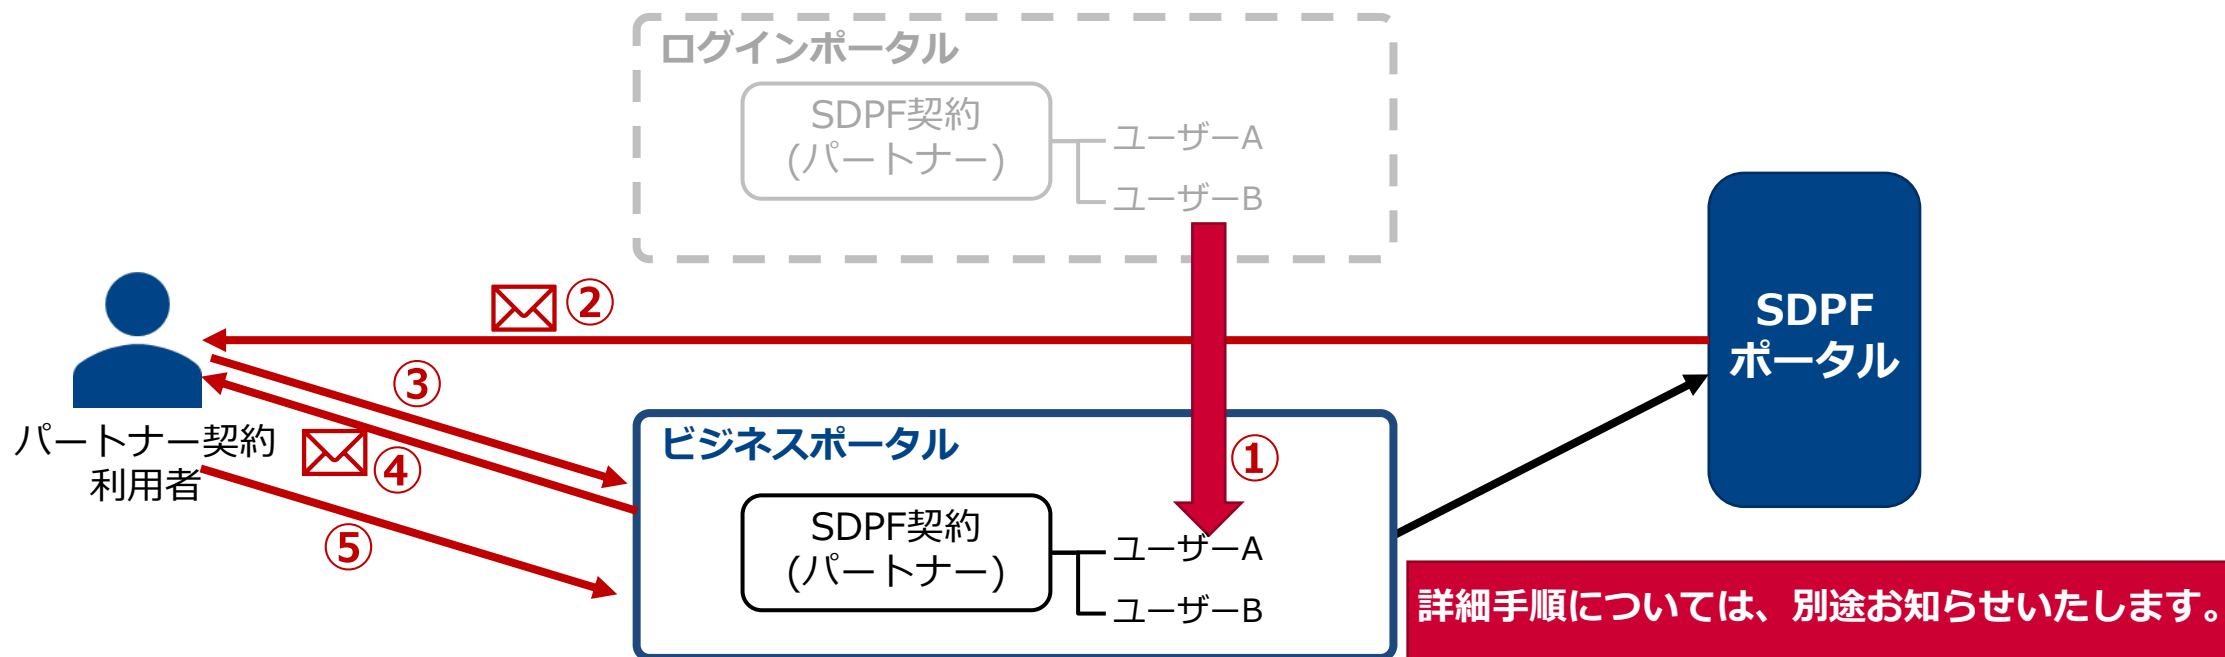 ログインポータル
SDPF契約
(パートナー)
ユーザーA
ユーザーB
②
SDPF
ポータル
③
パートナー契約
利用者
④
⑤
ビジネスポータル
①
SDPF契約
(パートナー)
ユーザーA
ユーザーB
詳細手順については、別途お知らせいたします。